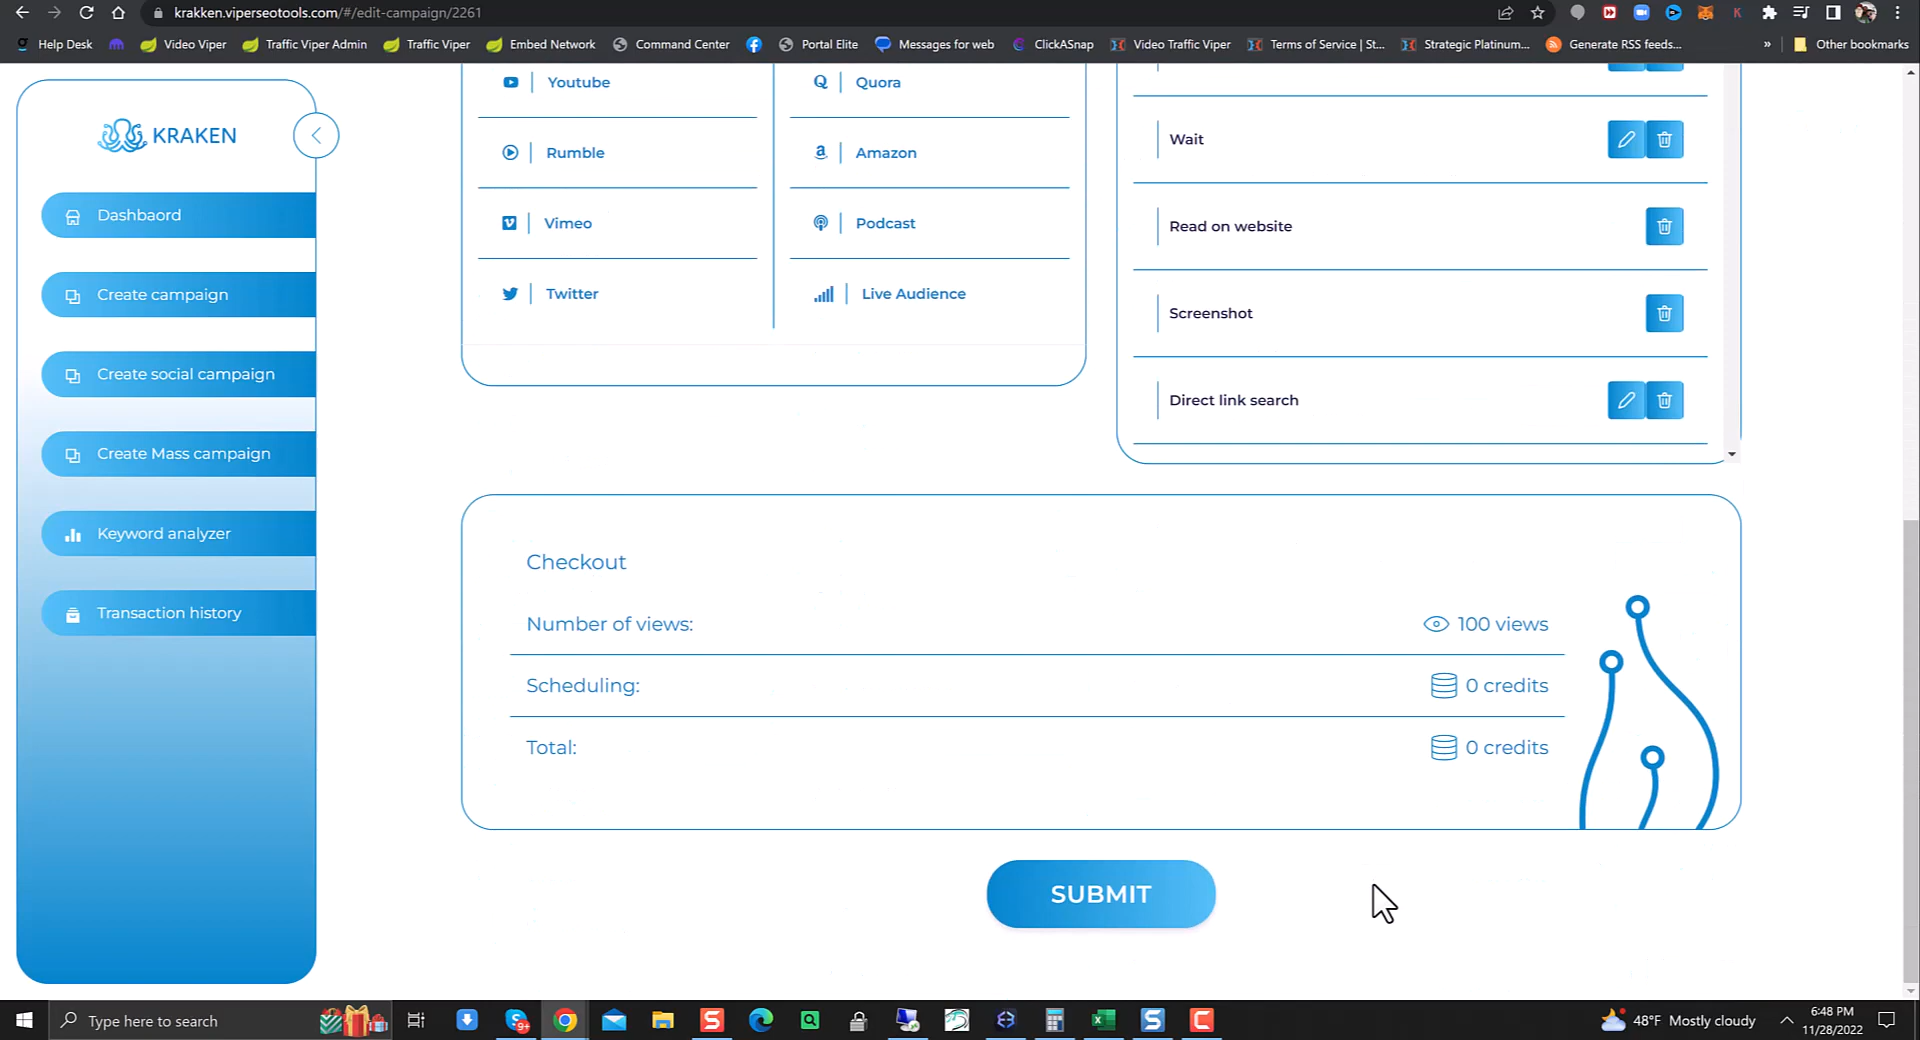 krakken.viperseotools.com/#/edit-campaign/2261
Help Desk
Video Viper
Traffic Viper Admin
Traffic Viper
Embed Network
Command Center
Portal Elite
Messages for web
ClickASnap
Video Traffic Viper
Terms of Service | St...
Strategic Platinum...
Generate RSS feeds...
»
Other bookmarks
KRAKEN
Dashbaord
Create campaign
Create social campaign
Create Mass campaign
Keyword analyzer
Transaction history
Youtube
Quora
Rumble
Amazon
Vimeo
Podcast
Twitter
Live Audience
Wait
Read on website
Screenshot
Direct link search
Checkout
Number of views:
100 views
Scheduling:
0 credits
Total:
0 credits
SUBMIT
Type here to search
9+
48°F Mostly cloudy
6:48 PM
11/28/2022